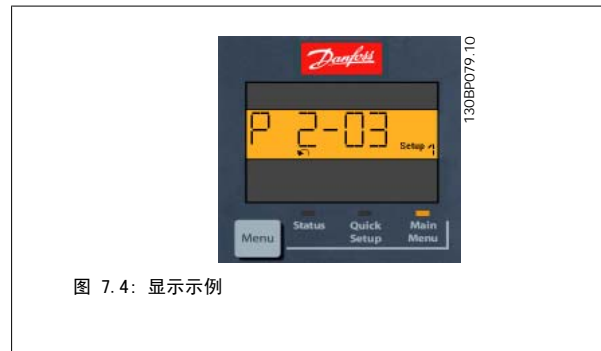 Danfoss
130BP079.10
P 2-03 Setup 1
Menu
Status Quick Setup Main Menu
图 7.4: 显示示例